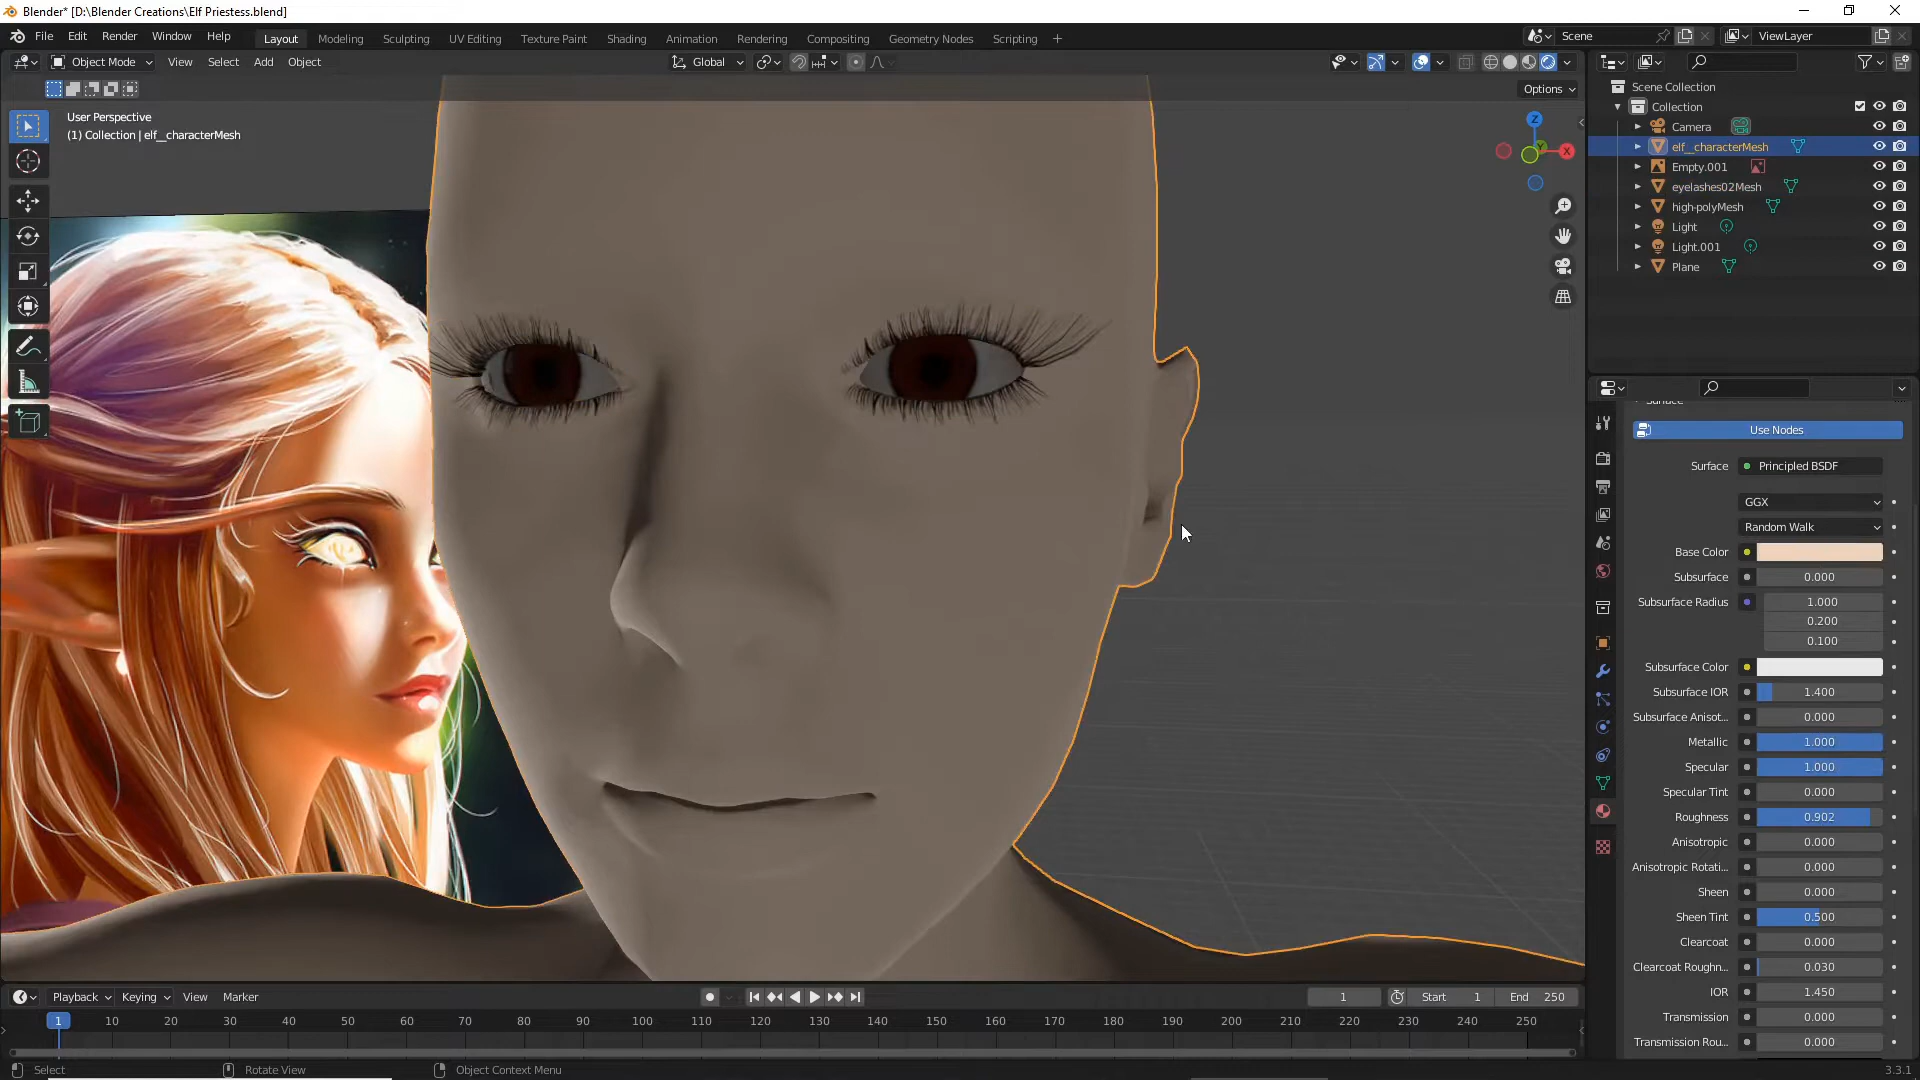 Blender* [D:\Blender Creations\Elf Priestess.blend]
File Edit Render Window Help Layout Modeling Sculpting UV Editing Texture Paint Shading Animation Rendering Compositing Geometry Nodes Scripting + Scene ViewLayer
Object Mode View Select Add Object Global
Options
User Perspective
(1) Collection | elf__characterMesh
Z
X
Y
Scene Collection
Collection
Camera
elf__characterMesh
Empty.001
eyelashes02Mesh
high-polyMesh
Light
Light.001
Plane
Use Nodes
Surface Principled BSDF
GGX
Random Walk
Base Color
Subsurface 0.000
Subsurface Radius 1.000
0.200
0.100
Subsurface Color
Subsurface IOR 1.400
Subsurface Anisot... 0.000
Metallic 1.000
Specular 1.000
Specular Tint 0.000
Roughness 0.902
Anisotropic 0.000
Anisotropic Rotati... 0.000
Sheen 0.000
Sheen Tint 0.500
Clearcoat 0.000
Clearcoat Roughn... 0.030
IOR 1.450
Transmission 0.000
Transmission Rou... 0.000
Playback Keying View Marker 1 Start 1 End 250
1 10 20 30 40 50 60 70 80 90 100 110 120 130 140 150 160 170 180 190 200 210 220 230 240 250
Select Rotate View Object Context Menu 3.3.1